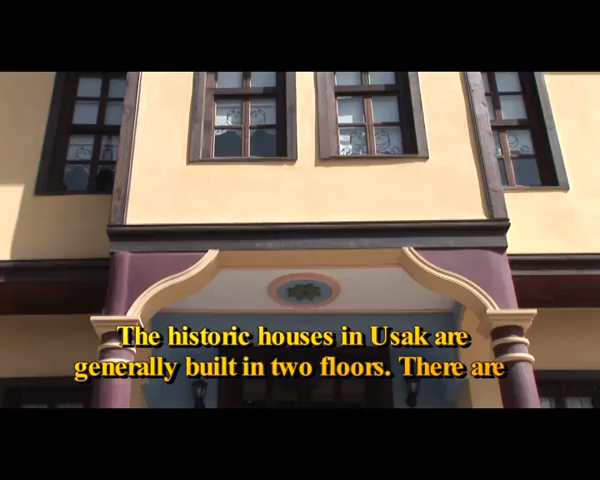 The historic houses in Usak are
generally built in two floors. There are